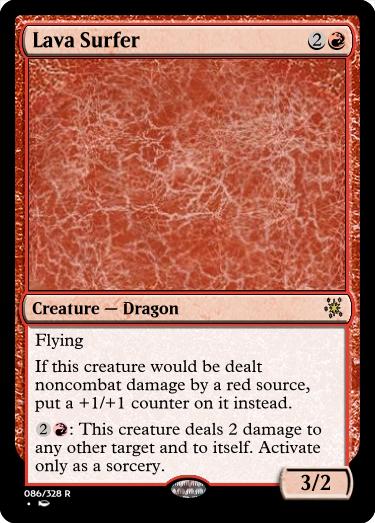 Lava Surfer 2
Creature — Dragon
Flying
If this creature would be dealt
noncombat damage by a red source,
put a +1/+1 counter on it instead.
2 : This creature deals 2 damage to
any other target and to itself. Activate
only as a sorcery.
3/2
086/328 R